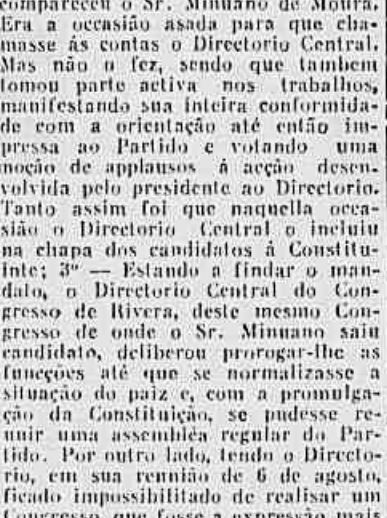 compareceu o Sr. Minuano de Moura.
Era a occasião asada para que cha-
masse ás contas o Directorio Central.
Mas não o fez, sendo que tambem
tomou parte activa nos trabalhos,
manifestando sua inteira conformida-
de com a orientação até então im-
pressa ao Partido e votando uma
moção de applausos á acção desen-
volvida pelo presidente ao Directorio.
Tanto assim foi que naquella occa-
sião o Directorio Central o incluiu
na chapa dos candidatos á Constitu-
inte; 3º — Estando a findar o man-
dato, o Directorio Central do Con-
gresso de Rivera, deste mesmo Con-
gresso de onde o Sr. Minuano saiu
candidato, deliberou prorogar-lhe as
funcções até que se normalizasse a
situação do paiz e, com a promulga-
ção da Constituição, se pudesse re-
unir uma assembléa regular do Par-
tido. Por outro lado, tendo o Directo-
rio, em sua reunião de 6 de agosto,
ficado impossibilitado de realisar um
Congresso que fosse a expressão mais